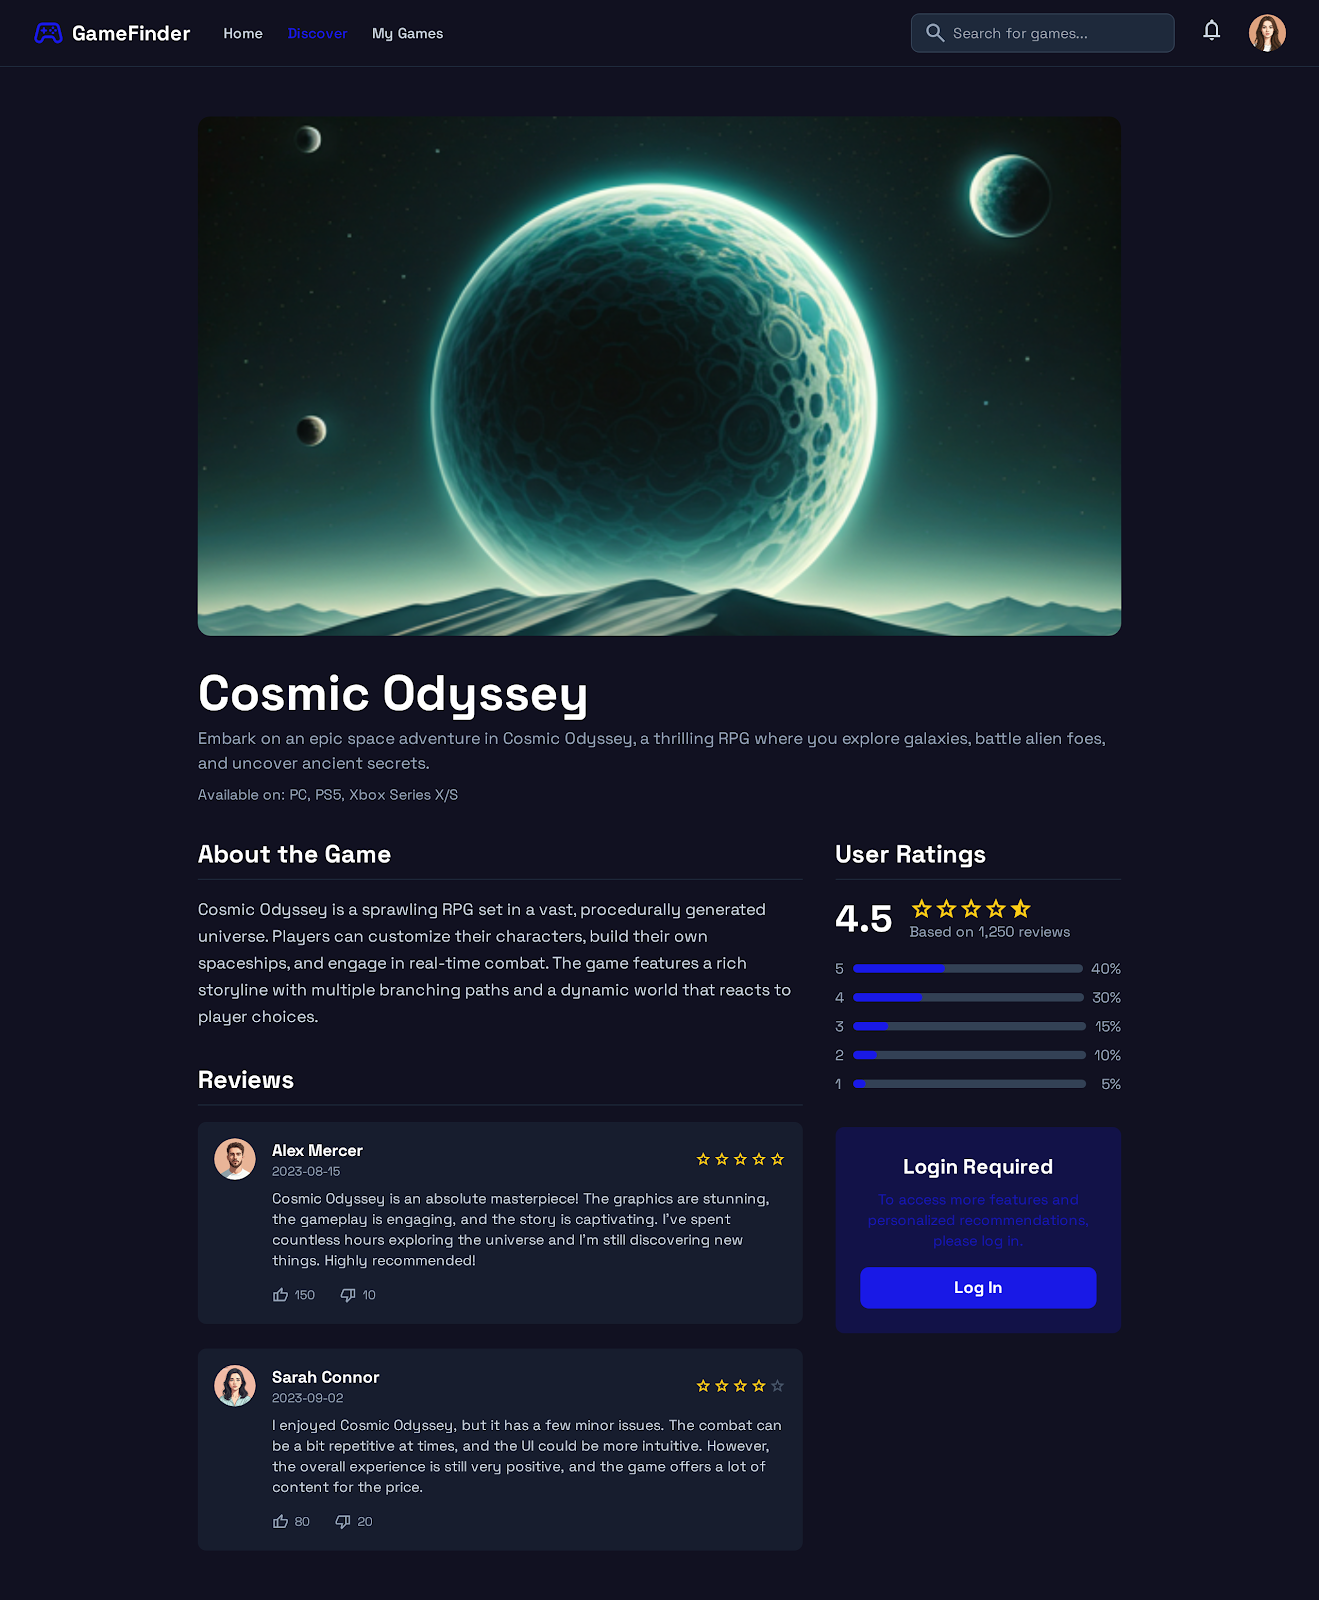 GameFinder
Home
Discover
My Games
Search for games...
Cosmic Odyssey
Embark on an epic space adventure in Cosmic Odyssey, a thrilling RPG where you explore galaxies, battle alien foes,
and uncover ancient secrets.
Available on: PC, PS5, Xbox Series X/S
About the Game
Cosmic Odyssey is a sprawling RPG set in a vast, procedurally generated
universe. Players can customize their characters, build their own
spaceships, and engage in real-time combat. The game features a rich
storyline with multiple branching paths and a dynamic world that reacts to
player choices.
Reviews
Alex Mercer
2023-08-15
Cosmic Odyssey is an absolute masterpiece! The graphics are stunning,
the gameplay is engaging, and the story is captivating. I've spent
countless hours exploring the universe and I'm still discovering new
things. Highly recommended!
150
10
Sarah Connor
2023-09-02
I enjoyed Cosmic Odyssey, but it has a few minor issues. The combat can
be a bit repetitive at times, and the UI could be more intuitive. However,
the overall experience is still very positive, and the game offers a lot of
content for the price.
80
20
User Ratings
4.5
Based on 1,250 reviews
5 40%
4 30%
3 15%
2 10%
1 5%
Login Required
To access more features and
personalized recommendations,
please log in.
Log In